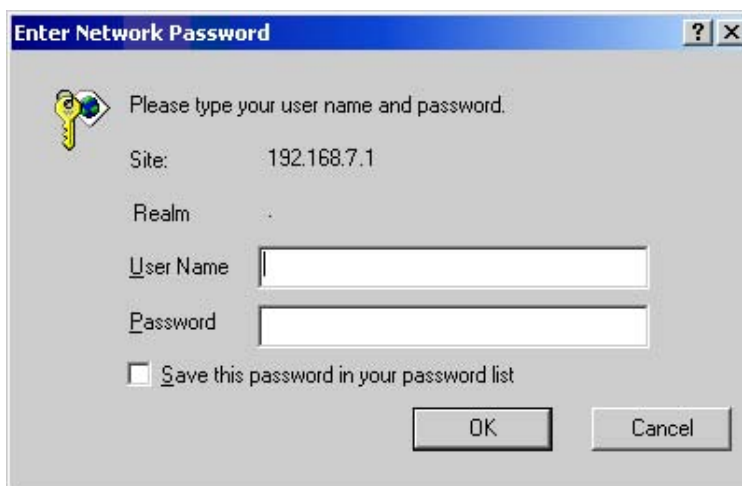 Enter Network Password
Please type your user name and password.
Site: 192.168.7.1
Realm .
User Name
Password
Save this password in your password list
OK Cancel